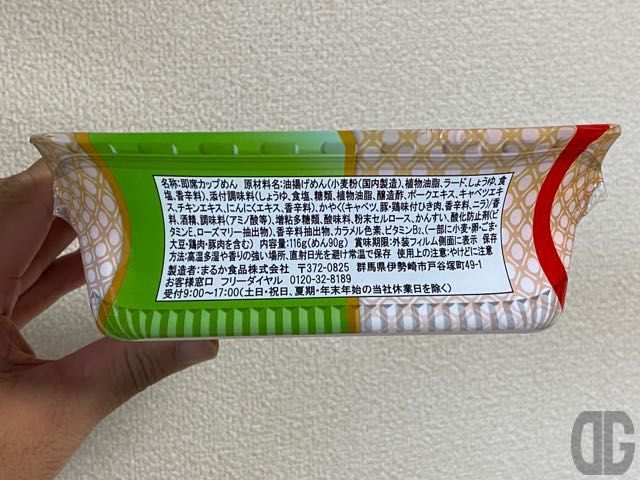 名称:即席カップめん 原材料名:油揚げめん(小麦粉(国内製造)、植物油脂、ラード、しょうゆ、食
塩、香辛料)、添付調味料(しょうゆ、食塩、糖類、植物油脂、醸造酢、ポークエキス、キャベツエキ
ス、チキンエキス、にんにくエキス、香辛料)、かやく(キャベツ、豚・鶏味付けひき肉、香辛料、ニラ)/香
料、酒精、調味料(アミノ酸等)、増粘多糖類、酸味料、粉末セルロース、かんすい、酸化防止剤(ビ
タミンE、ローズマリー抽出物)、香辛料抽出物、カラメル色素、ビタミンB₂、(一部に小麦・卵・ごま・
大豆・鶏肉・豚肉を含む) 内容量:116g(めん90g) 賞味期限:外装フィルム側面に表示 保存
方法:高温多湿や香りの強い場所、直射日光を避け常温で保存 使用上の注意:やけどに注意
製造者:まるか食品株式会社 〒372-0825 群馬県伊勢崎市戸谷塚町49-1
お客様窓口 フリーダイヤル 0120-32-8189
受付9:00〜17:00(土・日・祝日、夏期・年末年始の当社休業日を除く)
DG